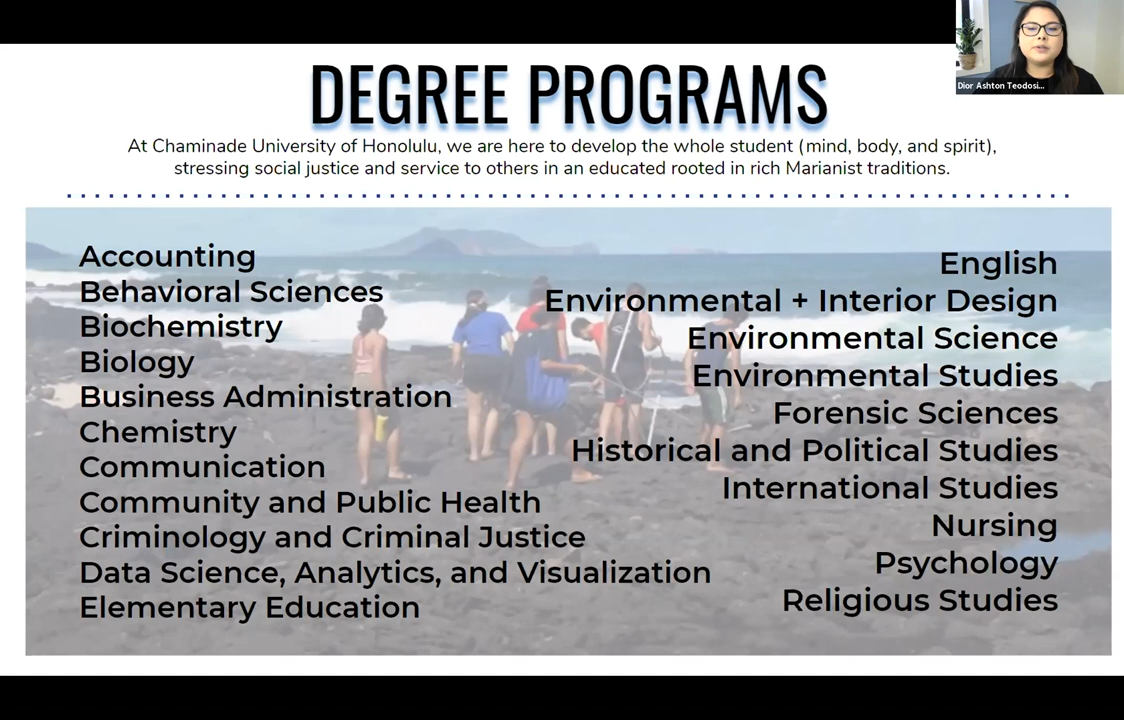 DEGREE PROGRAMS
At Chaminade University of Honolulu, we are here to develop the whole student (mind, body, and spirit),
stressing social justice and service to others in an educated rooted in rich Marianist traditions.
Accounting
Behavioral Sciences
Biochemistry
Biology
Business Administration
Chemistry
Communication
Community and Public Health
Criminology and Criminal Justice
Data Science, Analytics, and Visualization
Elementary Education
English
Environmental + Interior Design
Environmental Science
Environmental Studies
Forensic Sciences
Historical and Political Studies
International Studies
Nursing
Psychology
Religious Studies
Dior Ashton Teodosi...